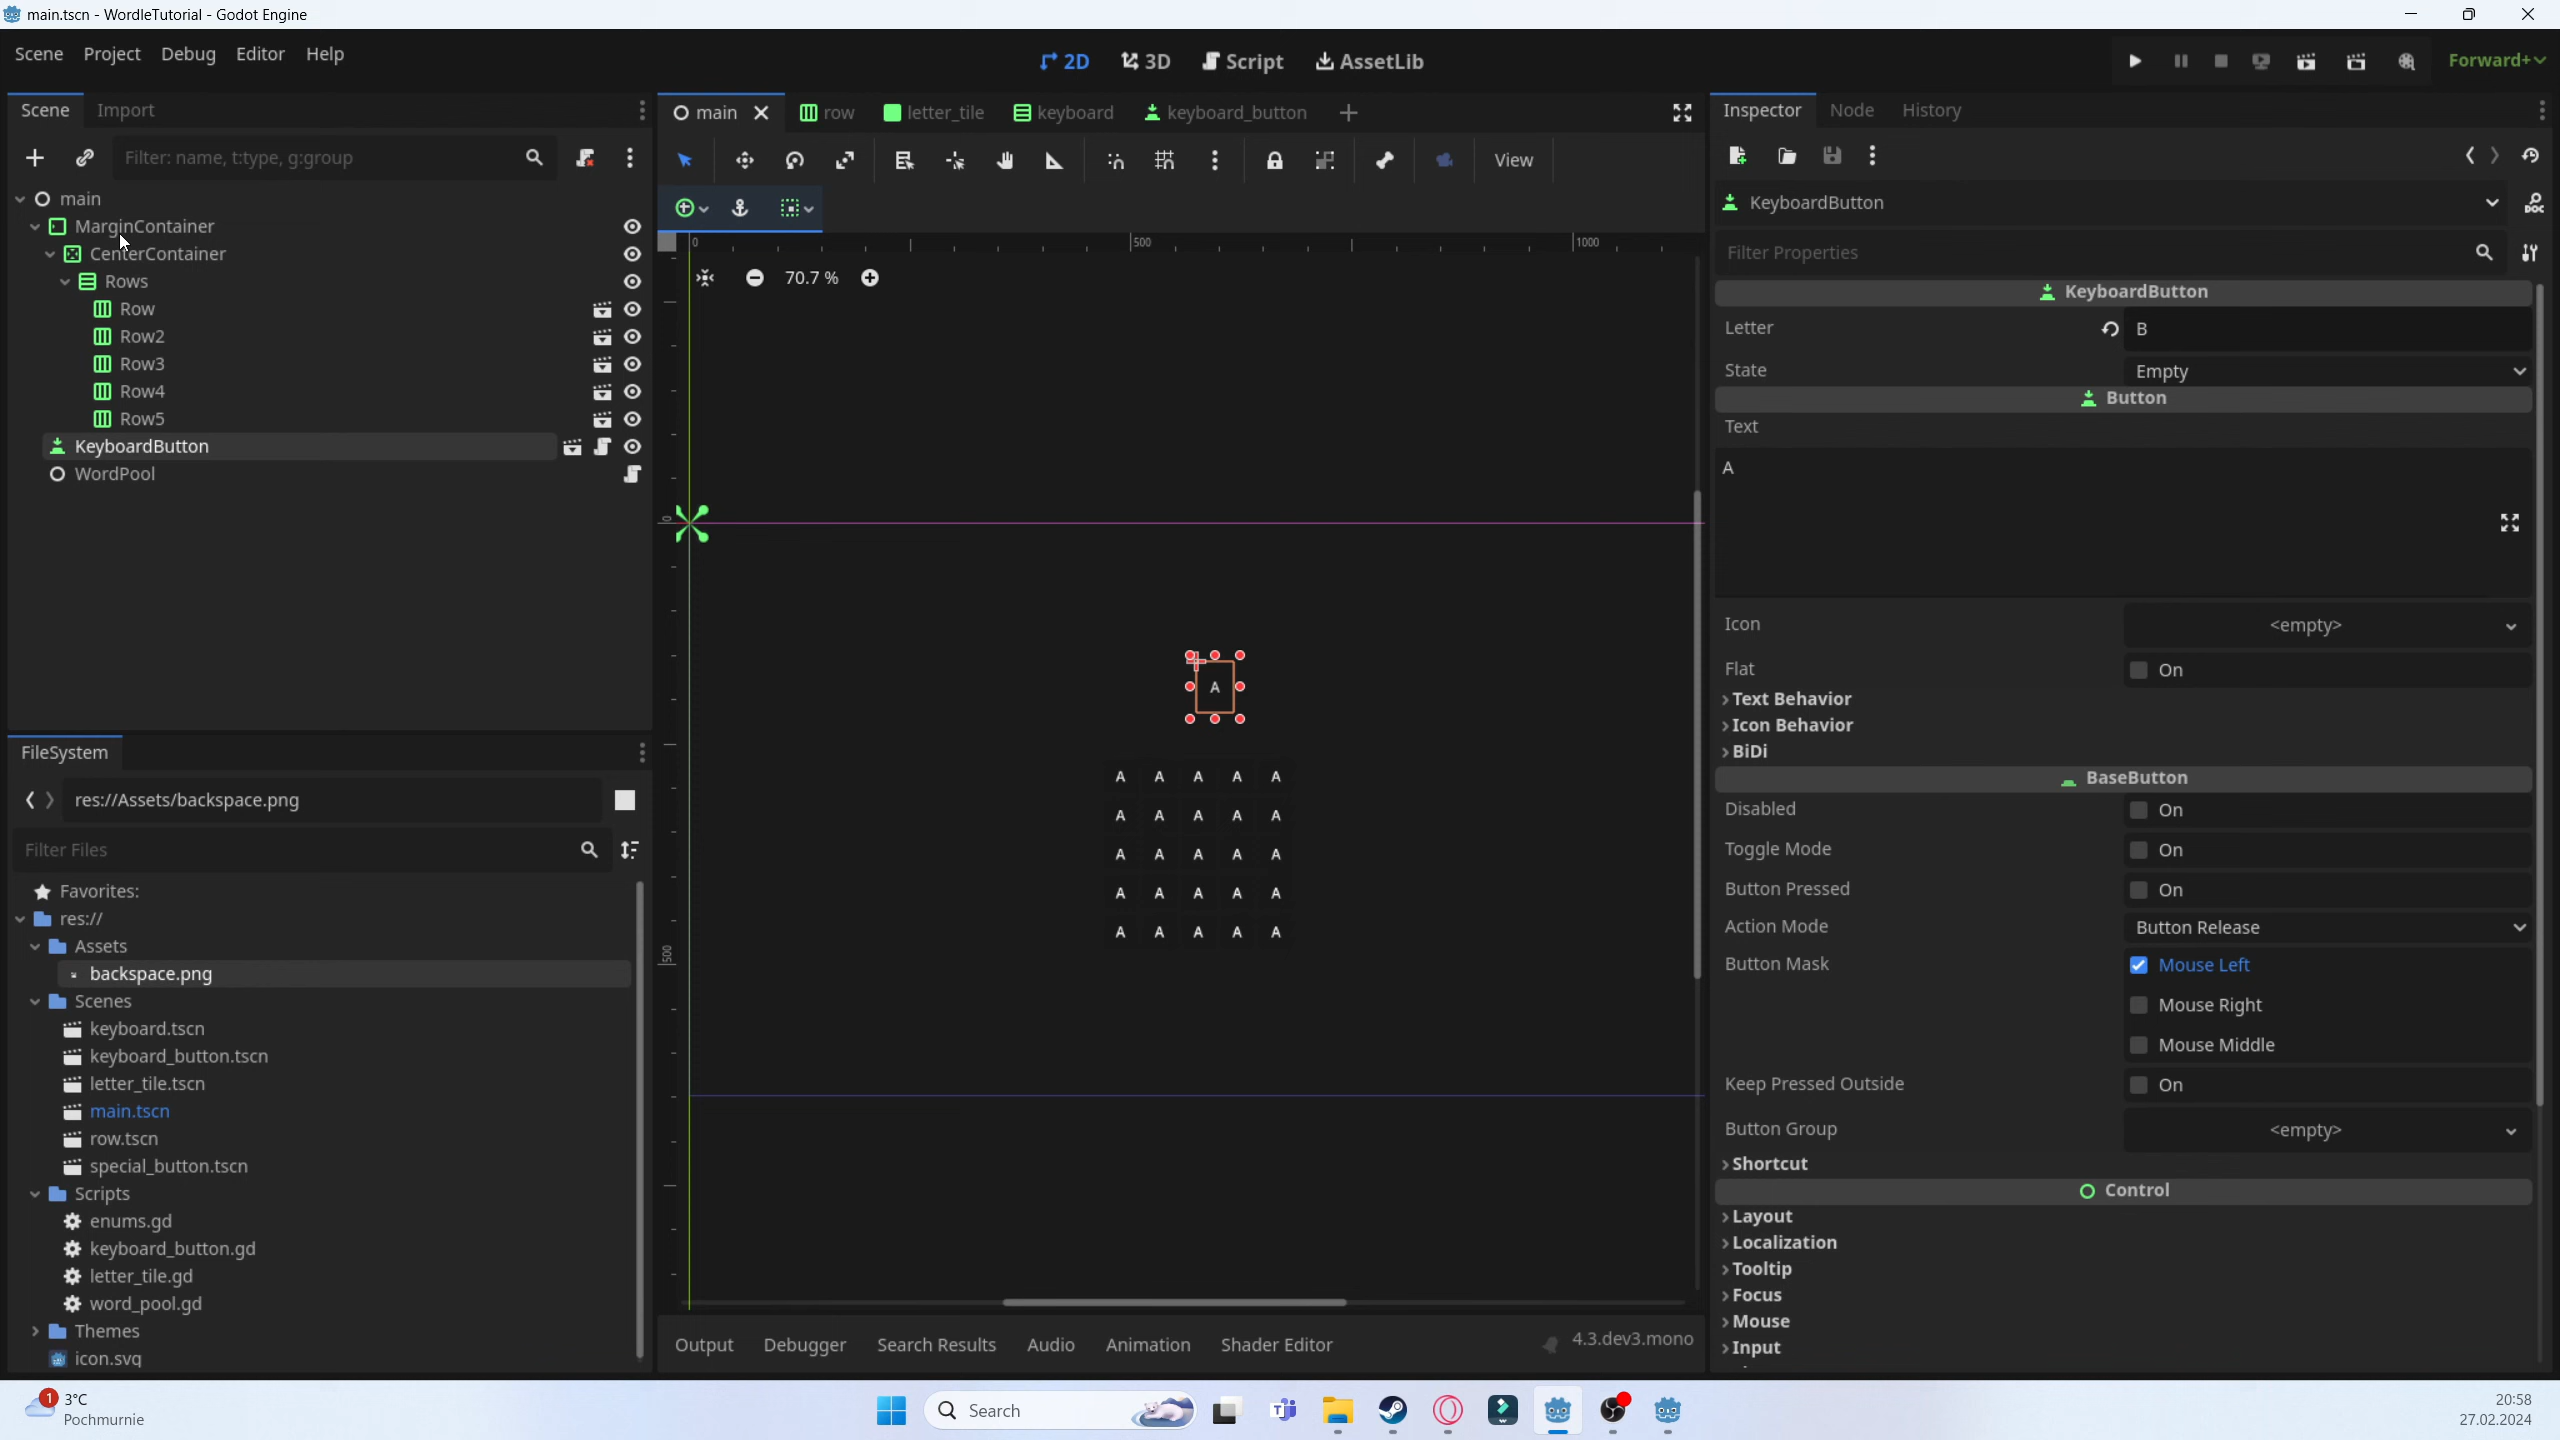 main.tscn - WordleTutorial - Godot Engine
Scene Project Debug Editor Help
2D 3D Script AssetLib
Forward+
Scene Import
Filter: name, t:type, g:group
main
MarginContainer
CenterContainer
Rows
Row
Row2
Row3
Row4
Row5
KeyboardButton
WordPool
FileSystem
res://Assets/backspace.png
Filter Files
Favorites:
res://
Assets
backspace.png
Scenes
keyboard.tscn
keyboard_button.tscn
letter_tile.tscn
main.tscn
row.tscn
special_button.tscn
Scripts
enums.gd
keyboard_button.gd
letter_tile.gd
word_pool.gd
Themes
icon.svg
main row letter_tile keyboard keyboard_button
View
0 500 1000
70.7 %
0
500
A
A A A A A
A A A A A
A A A A A
A A A A A
A A A A A
Output Debugger Search Results Audio Animation Shader Editor 4.3.dev3.mono
Inspector Node History
KeyboardButton
DOC
Filter Properties
KeyboardButton
Letter B
State Empty
Button
Text
A
Icon <empty>
Flat On
Text Behavior
Icon Behavior
BiDi
BaseButton
Disabled On
Toggle Mode On
Button Pressed On
Action Mode Button Release
Button Mask Mouse Left
Mouse Right
Mouse Middle
Keep Pressed Outside On
Button Group <empty>
Shortcut
Control
Layout
Localization
Tooltip
Focus
Mouse
Input
1 3°C
Pochmurnie
Search
20:58
27.02.2024